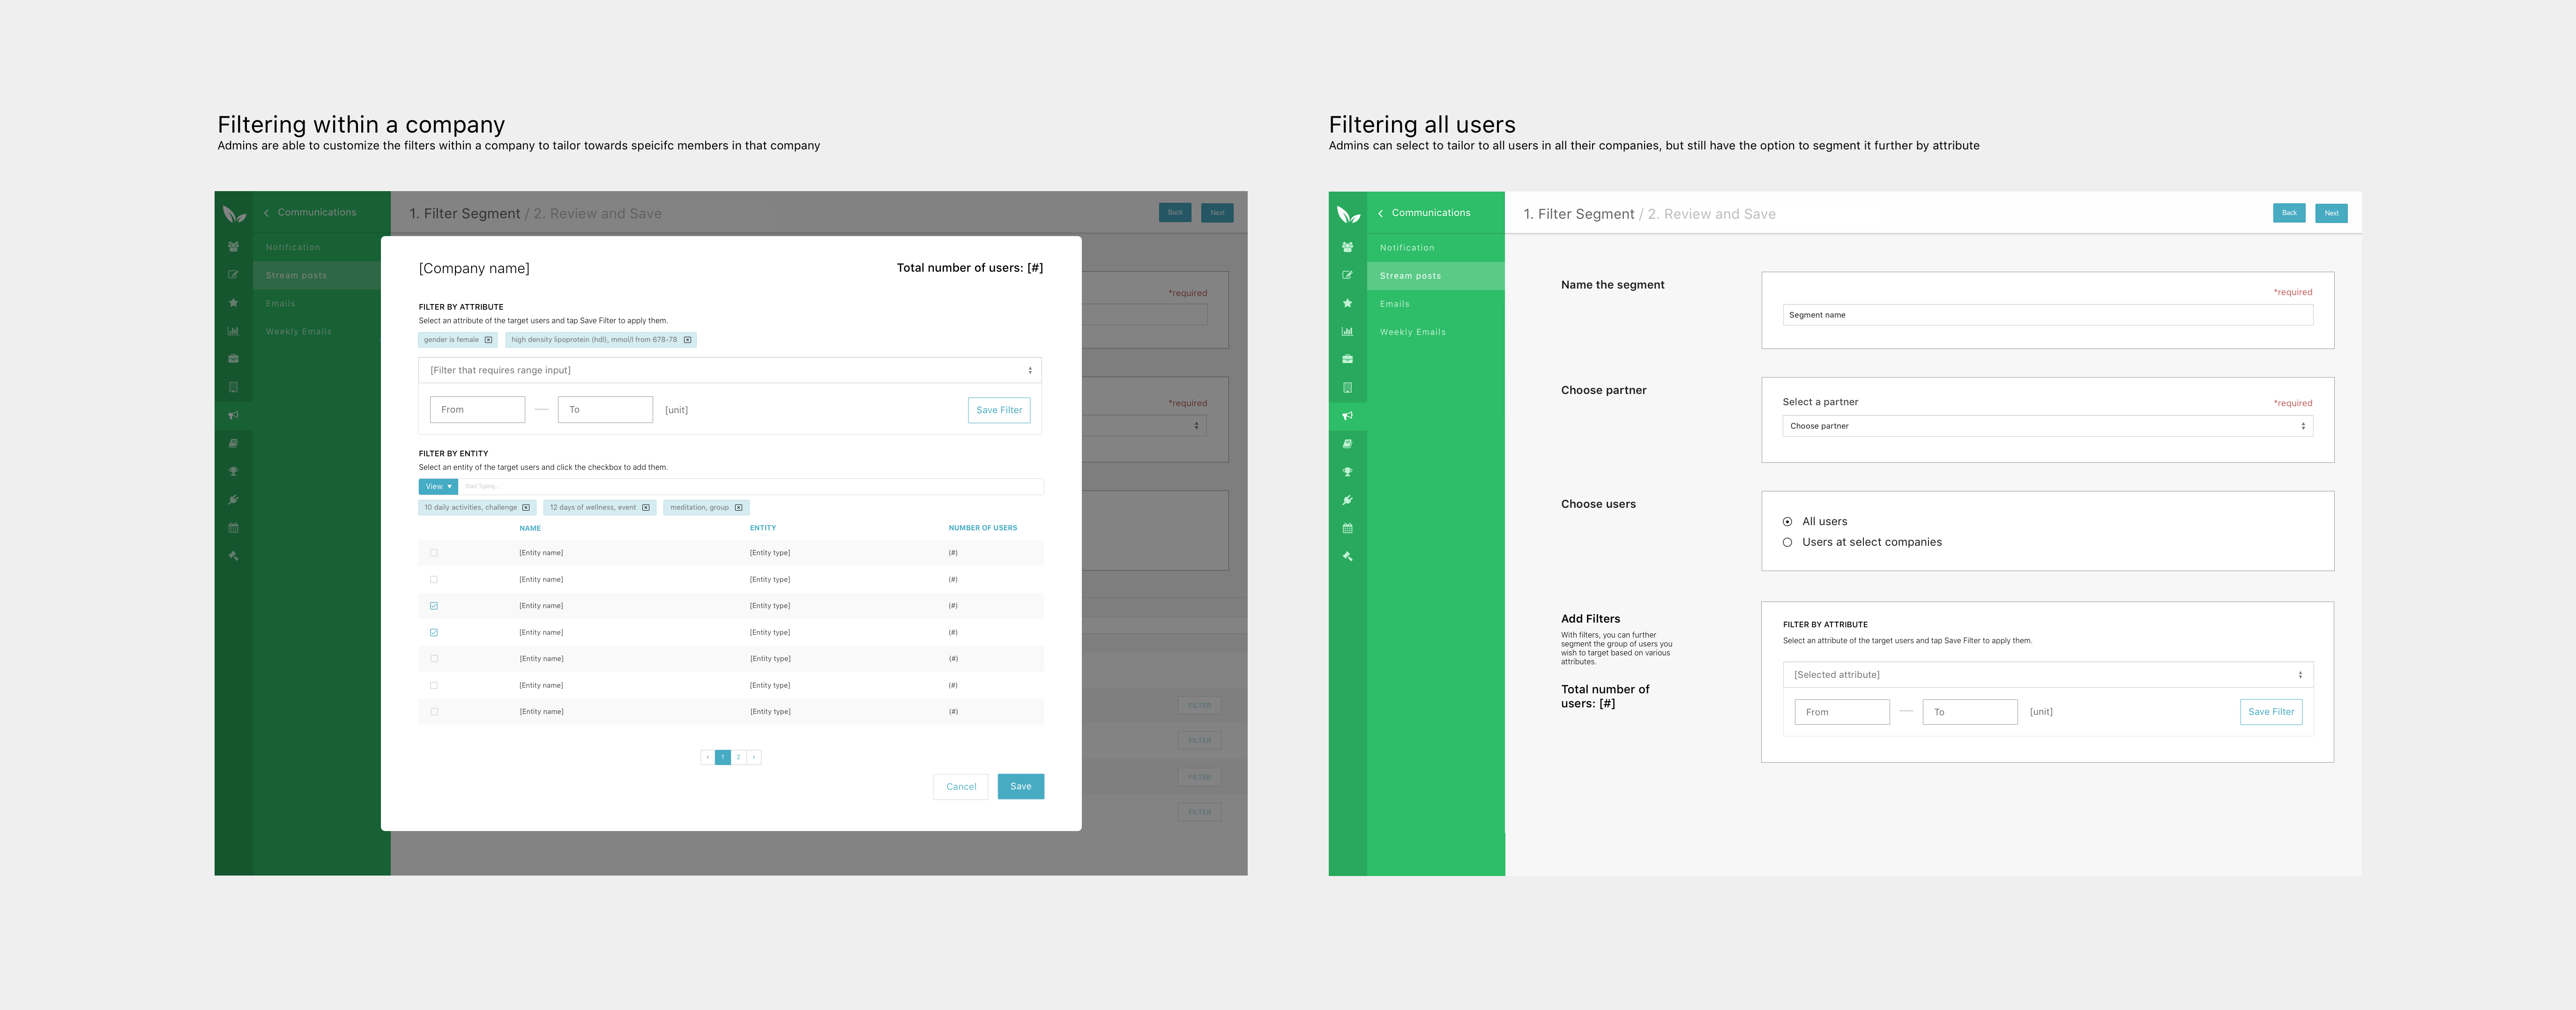 Filtering within a company
Admins are able to customize the filters within a company to tailor towards speicifc members in that company
Communications
1. Filter Segment / 2. Review and Save
Back
Next
Notification
Stream posts
Emails
Weekly Emails
*required
*required
FILTER
FILTER
FILTER
FILTER
[Company name]
Total number of users: [#]
FILTER BY ATTRIBUTE
Select an attribute of the target users and tap Save Filter to apply them.
gender is female
high density lipoprotein (hdl), mmol/l from 678-78
[Filter that requires range input]
From
To
[unit]
Save Filter
FILTER BY ENTITY
Select an entity of the target users and click the checkbox to add them.
View
Start Typing...
10 daily activities, challenge
12 days of wellness, event
meditation, group
NAME ENTITY NUMBER OF USERS
[Entity name] [Entity type] (#)
[Entity name] [Entity type] (#)
[Entity name] [Entity type] (#)
[Entity name] [Entity type] (#)
[Entity name] [Entity type] (#)
[Entity name] [Entity type] (#)
[Entity name] [Entity type] (#)
‹ 1 2 ›
Cancel
Save
Filtering all users
Admins can select to tailor to all users in all their companies, but still have the option to segment it further by attribute
Communications
1. Filter Segment / 2. Review and Save
Back
Next
Notification
Stream posts
Emails
Weekly Emails
Name the segment
*required
Segment name
Choose partner
Select a partner
*required
Choose partner
Choose users
All users
Users at select companies
Add Filters
With filters, you can further
segment the group of users you
wish to target based on various
attributes.
Total number of
users: [#]
FILTER BY ATTRIBUTE
Select an attribute of the target users and tap Save Filter to apply them.
[Selected attribute]
From
To
[unit]
Save Filter